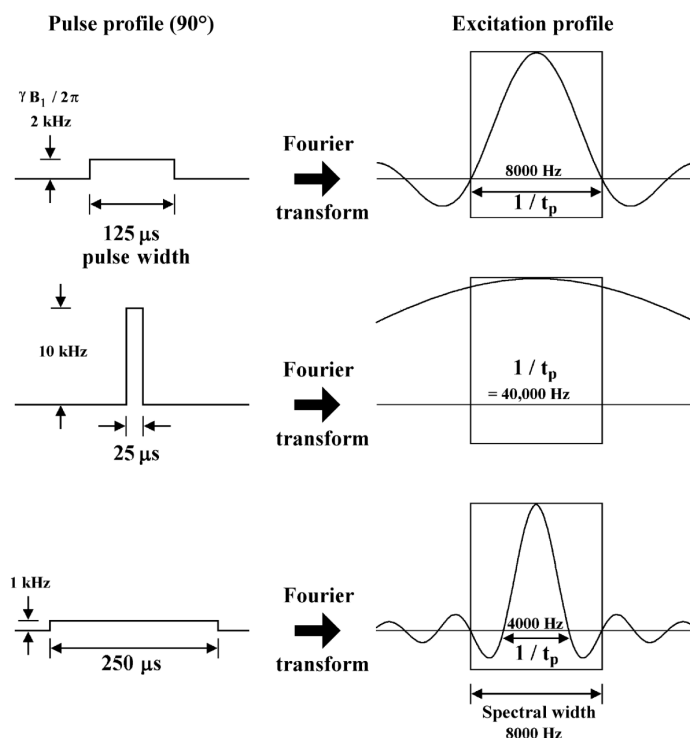 Pulse profile (90°)
Excitation profile
γ B₁ / 2π
2 kHz
125 μs
pulse width
Fourier
transform
8000 Hz
1 / tₚ
10 kHz
25 μs
Fourier
transform
1 / tₚ
= 40,000 Hz
1 kHz
250 μs
Fourier
transform
4000 Hz
1 / tₚ
Spectral width
8000 Hz